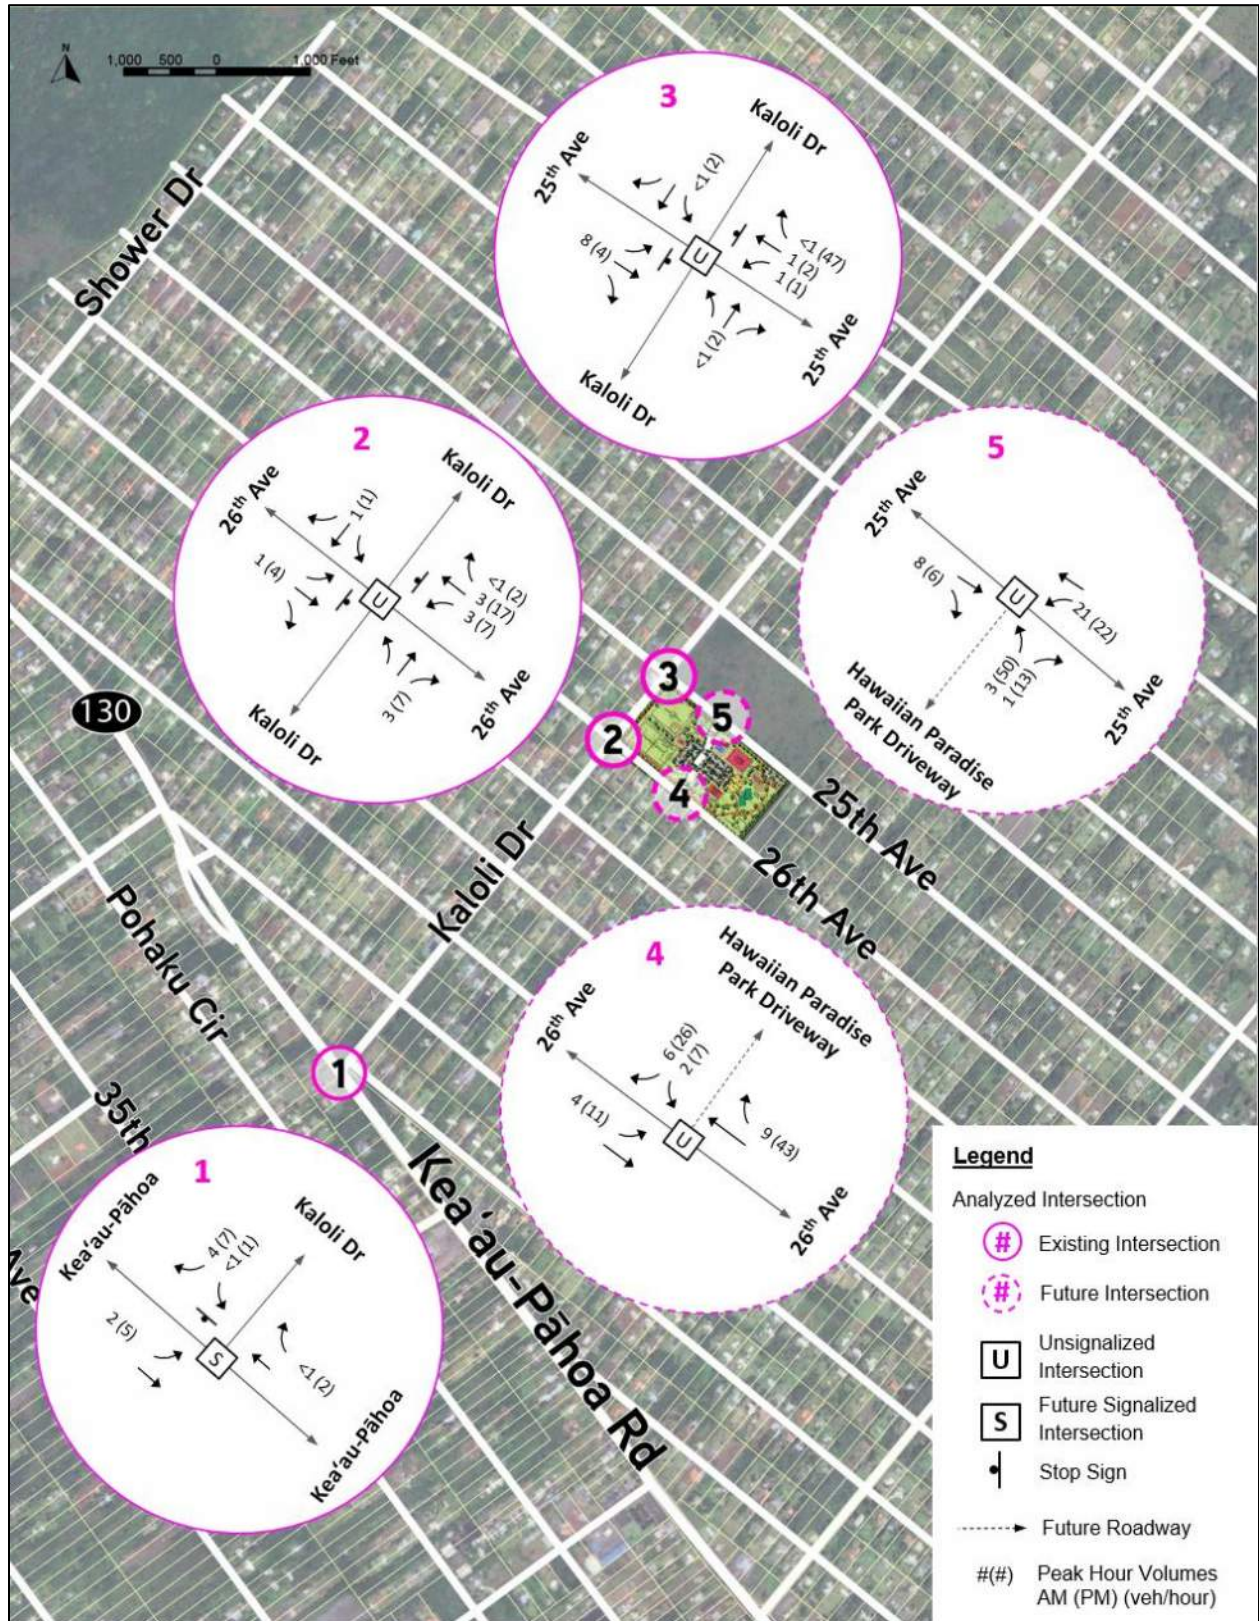 N
1,000 500 0 1,000 Feet
3
Kaloli Dr
25th Ave
<1 (2)
8 (4)
U
<1 (47)
1 (2)
1 (1)
<1 (2)
25th Ave
Kaloli Dr
Shower Dr
2
Kaloli Dr
26th Ave
1 (1)
1 (4)
U
<1 (2)
3 (17)
3 (7)
3 (7)
26th Ave
Kaloli Dr
5
25th Ave
8 (6)
U
21 (22)
3 (50)
1 (13)
Hawaiian Paradise
Park Driveway
25th Ave
130
3
5
2
4
25th Ave
26th Ave
Kaloli Dr
Pohaku Cir
1
35th
Ave
Keaʻau-Pāhoa Rd
4
Hawaiian Paradise
Park Driveway
26th Ave
6 (26)
2 (7)
4 (11)
U
9 (43)
26th Ave
1
Keaʻau-Pāhoa
Kaloli Dr
4 (7)
<1 (1)
2 (5)
S
<1 (2)
Keaʻau-Pāhoa
Legend
Analyzed Intersection
# Existing Intersection
# Future Intersection
U Unsignalized
Intersection
S Future Signalized
Intersection
Stop Sign
Future Roadway
#(#) Peak Hour Volumes
AM (PM) (veh/hour)